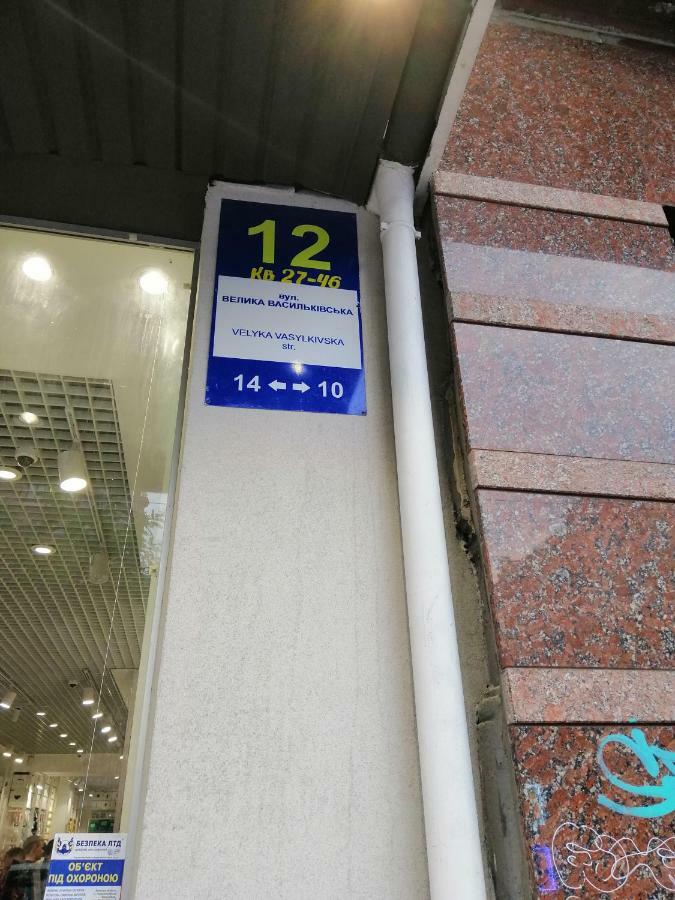 12
кв 27-46
вул.
ВЕЛИКА ВАСИЛЬКІВСЬКА
VELYKA VASYLKIVSKA
str.
14 ← → 10
БЕЗПЕКА ЛТД
ОБ'ЄКТ
ПІД ОХОРОНОЮ